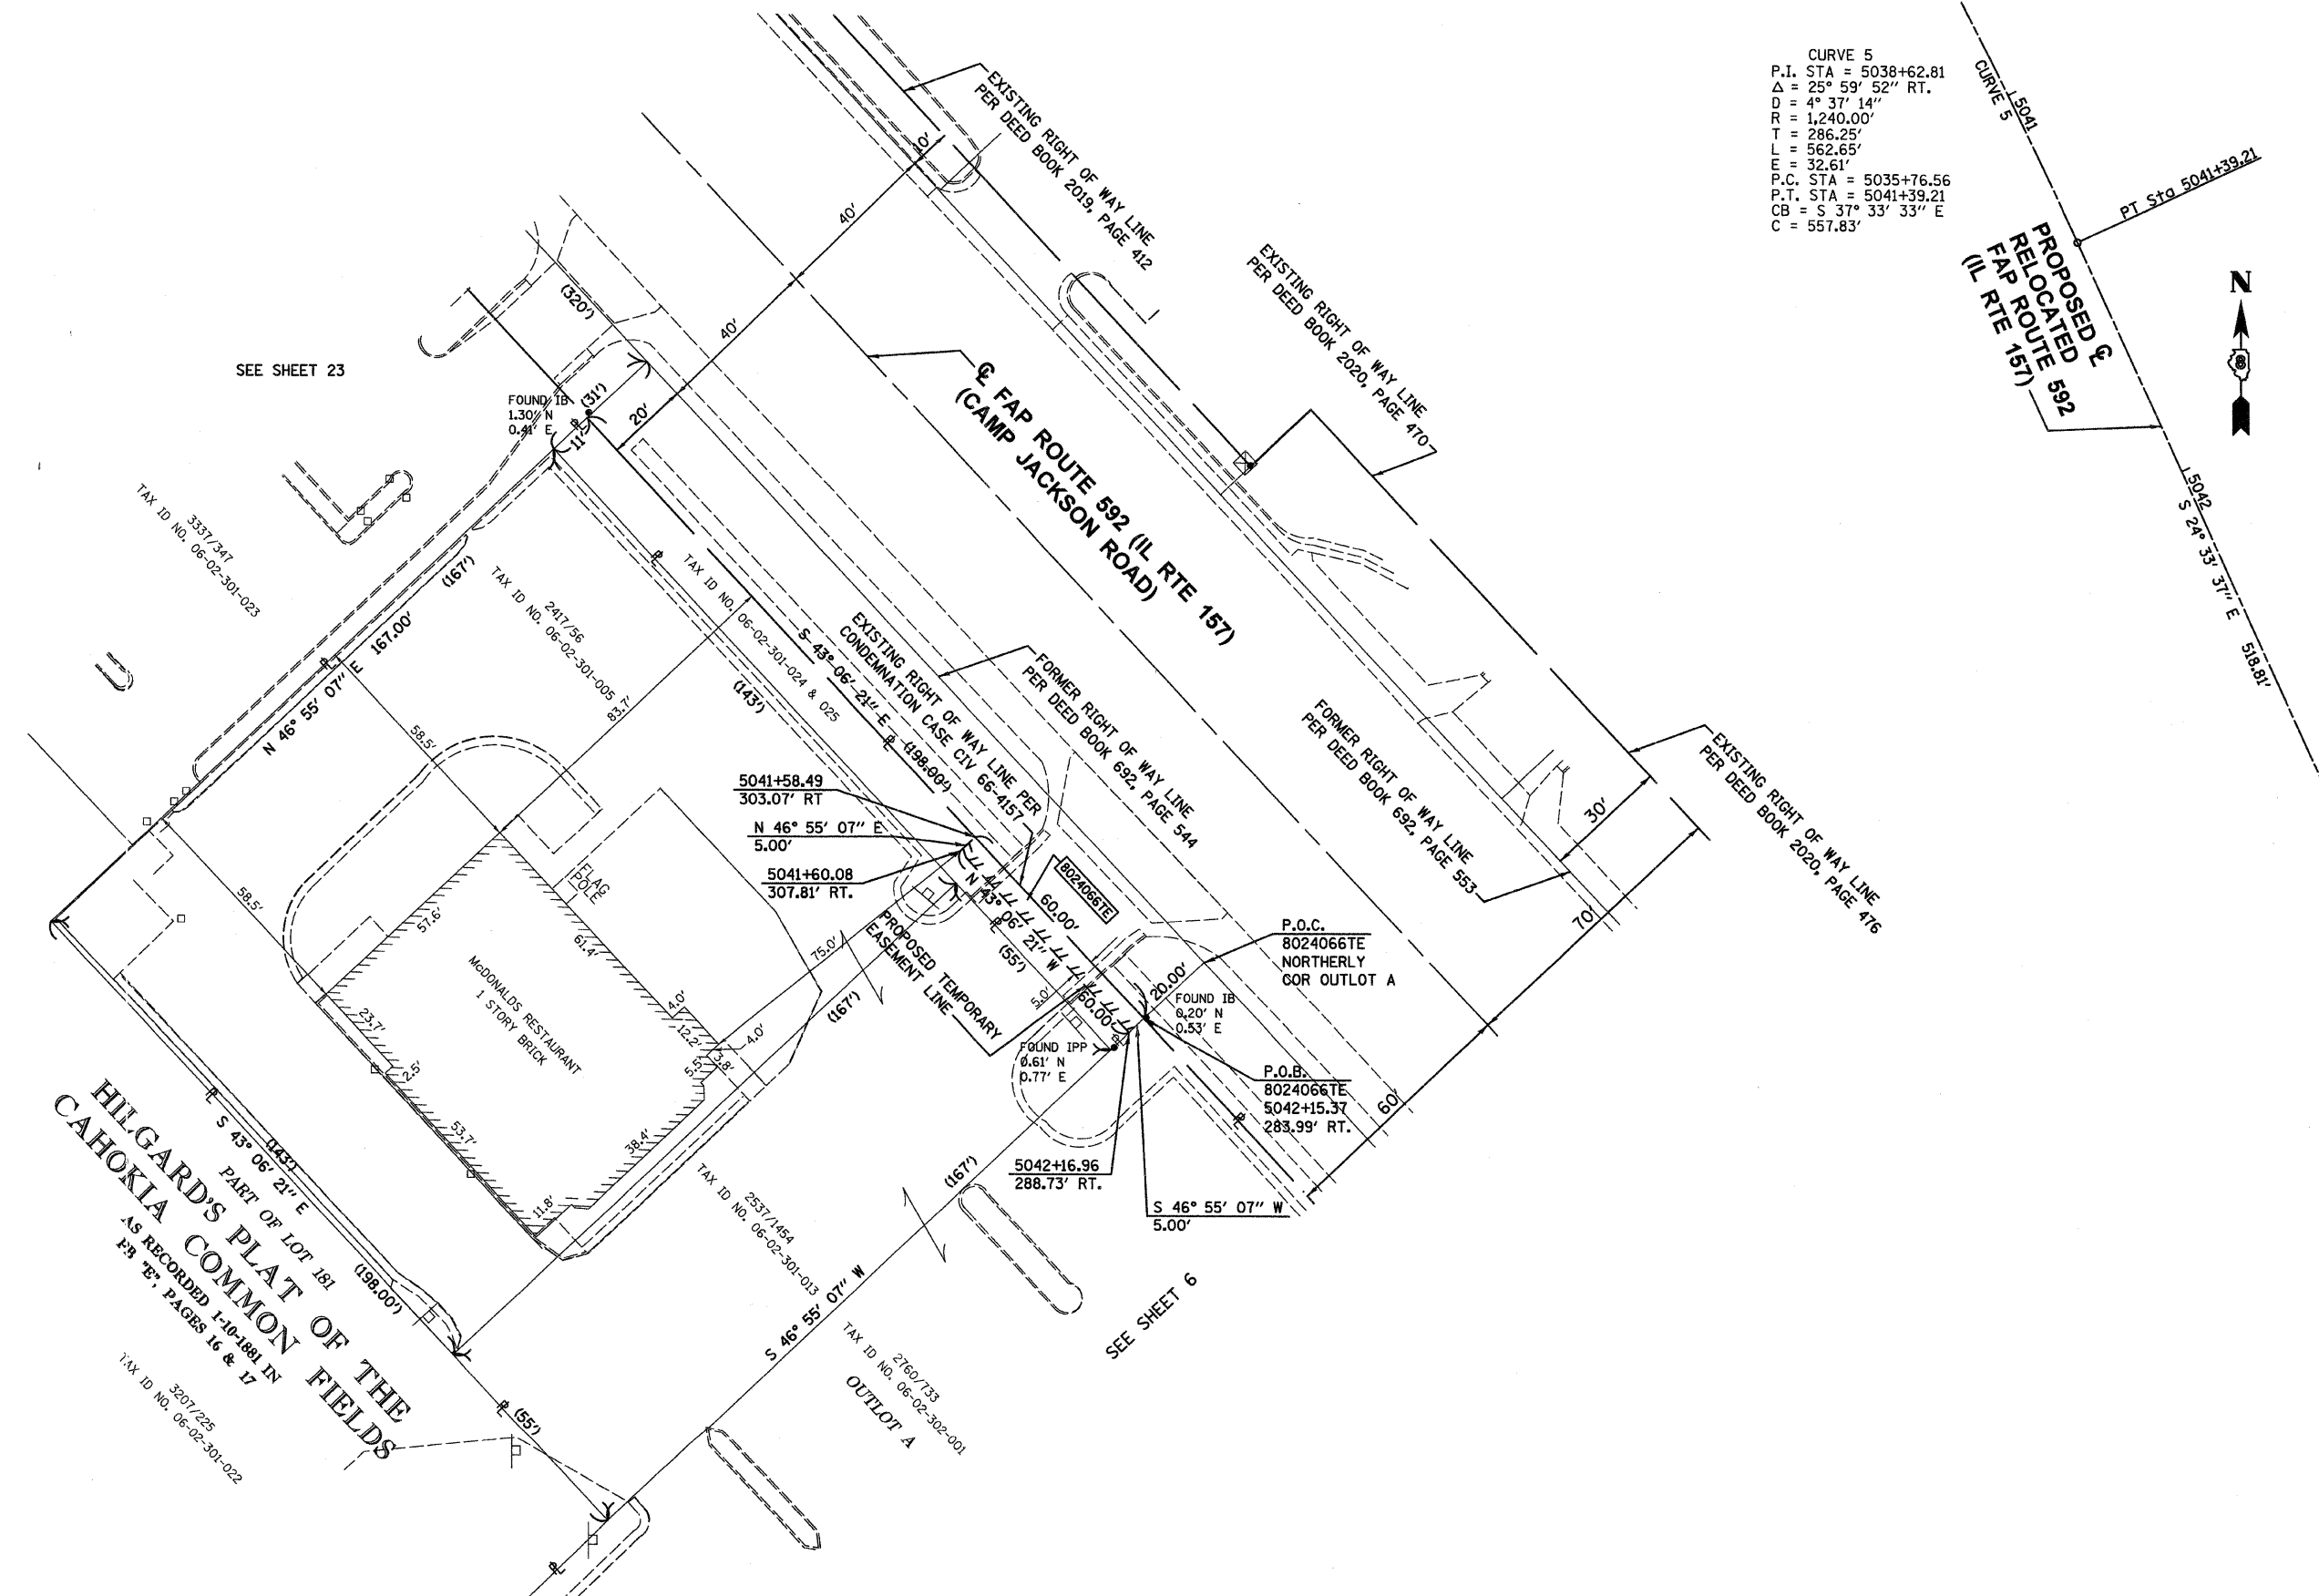 CURVE 5
P.I. STA = 5038+62.81
Δ = 25° 59' 52" RT.
D = 4° 37' 14"
R = 1,240.00'
T = 286.25'
L = 562.65'
E = 32.61'
P.C. STA = 5035+76.56
P.T. STA = 5041+39.21
CB = S 37° 33' 33" E
C = 557.83'
CURVE 5
5041
PT Sta 5041+39.21
PROPOSED ℄
RELOCATED
FAP ROUTE 592
(IL RTE 157)
N
8
5042
S 24° 33' 37" E 518.81'
EXISTING RIGHT OF WAY LINE
PER DEED BOOK 2019, PAGE 412
10'
40'
40'
20'
EXISTING RIGHT OF WAY LINE
PER DEED BOOK 2020, PAGE 470
℄ FAP ROUTE 592 (IL RTE 157)
(CAMP JACKSON ROAD)
SEE SHEET 23
(320')
(31')
11'
FOUND IB
1.30' N
0.41' E
3337/347
TAX ID NO. 06-02-301-023
(167')
N 46° 55' 07" E 167.00'
2417/56
TAX ID NO. 06-02-301-005
83.7'
58.5'
58.5'
TAX ID NO. 06-02-301-024 & 025
(143')
S 43° 06' 21" E (198.00')
EXISTING RIGHT OF WAY LINE PER
CONDEMNATION CASE CIV 66-4157
FORMER RIGHT OF WAY LINE
PER DEED BOOK 692, PAGE 544
FORMER RIGHT OF WAY LINE
PER DEED BOOK 692, PAGE 553
EXISTING RIGHT OF WAY LINE
PER DEED BOOK 2020, PAGE 476
30'
70'
60'
5041+58.49
303.07' RT
N 46° 55' 07" E
5.00'
5041+60.08
307.81' RT.
8024066TE
60.00'
N 43° 06' 21" W
60.00'
(55')
5.0'
20.00'
PROPOSED TEMPORARY
EASEMENT LINE
P.O.C.
8024066TE
NORTHERLY
COR OUTLOT A
FOUND IB
0.20' N
0.53' E
FOUND IPP
0.61' N
0.77' E
P.O.B.
8024066TE
5042+15.37
283.99' RT.
5042+16.96
288.73' RT.
S 46° 55' 07" W
5.00'
FLAG
POLE
57.6'
61.4'
McDONALDS RESTAURANT
1 STORY BRICK
75.0'
(167')
4.0'
12.2'
4.0'
3.8'
5.5'
23.7'
2.5'
53.7'
38.4'
11.8'
2537/1454
TAX ID NO. 06-02-301-013
(167')
S 46° 55' 07" W
SEE SHEET 6
2760/733
TAX ID NO. 06-02-302-001
OUTLOT A
S 43° 06' 21" E
(143')
(198.00')
(55')
HILGARD'S PLAT OF THE
CAHOKIA COMMON FIELDS
PART OF LOT 181
AS RECORDED 1-10-1881 IN
PB "E", PAGES 16 & 17
3207/225
TAX ID NO. 06-02-301-022